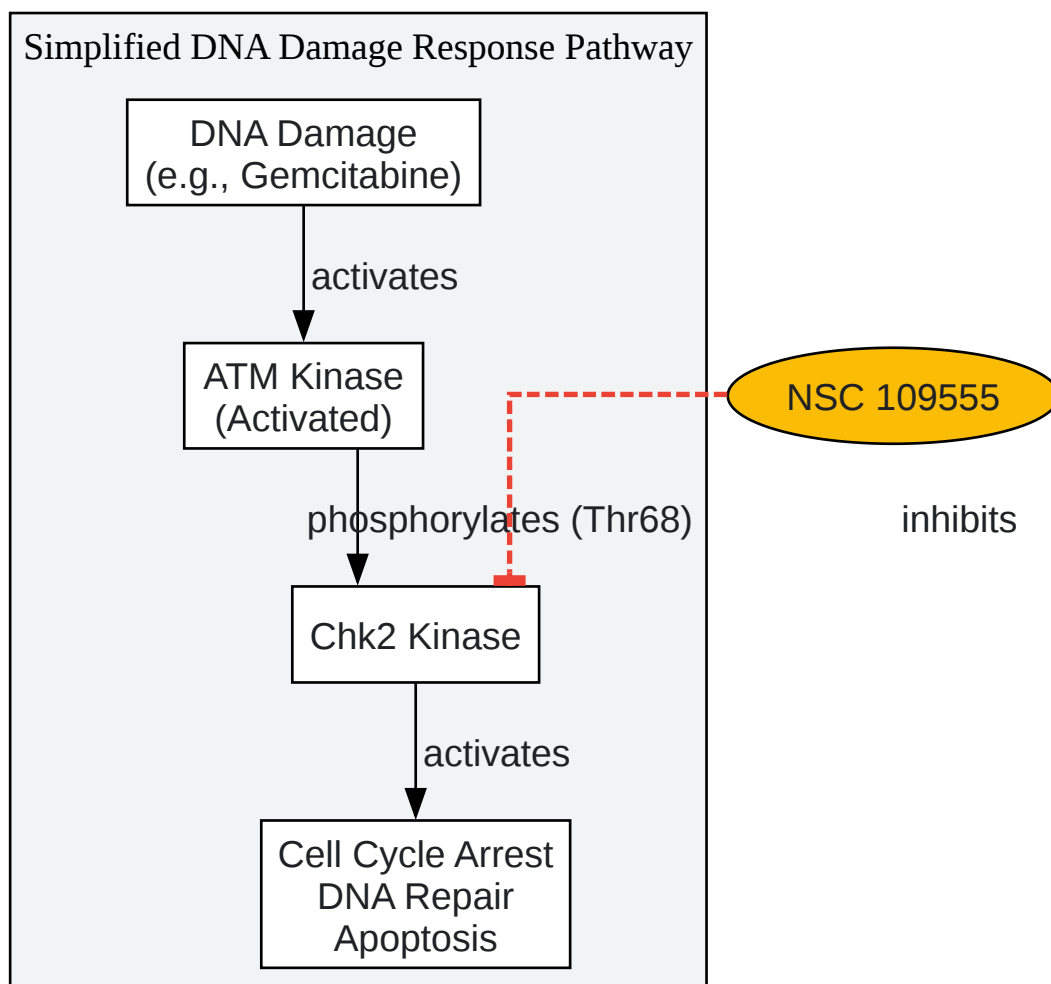 Simplified DNA Damage Response Pathway
DNA Damage
(e.g., Gemcitabine)
activates
ATM Kinase
(Activated)
NSC 109555
phosphorylates (Thr68)
inhibits
Chk2 Kinase
activates
Cell Cycle Arrest
DNA Repair
Apoptosis